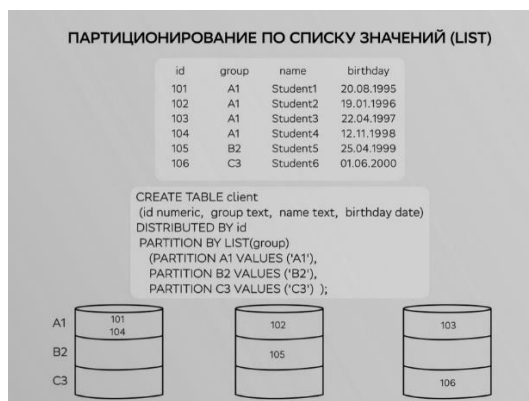 ПАРТИЦИОНИРОВАНИЕ ПО СПИСКУ ЗНАЧЕНИЙ (LIST)
id group name birthday
101 A1 Student1 20.08.1995
102 A1 Student2 19.01.1996
103 A1 Student3 22.04.1997
104 A1 Student4 12.11.1998
105 B2 Student5 25.04.1999
106 C3 Student6 01.06.2000
CREATE TABLE client
(id numeric, group text, name text, birthday date)
DISTRIBUTED BY id
PARTITION BY LIST(group)
(PARTITION A1 VALUES ('A1'),
PARTITION B2 VALUES ('B2'),
PARTITION C3 VALUES ('C3') );
A1 101 102 103
104
B2 105
C3 106